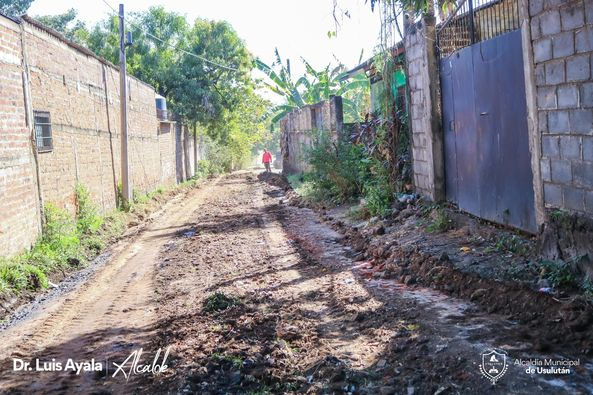 Dr. Luis Ayala | Alcalde
Alcaldía Municipal
de Usulután